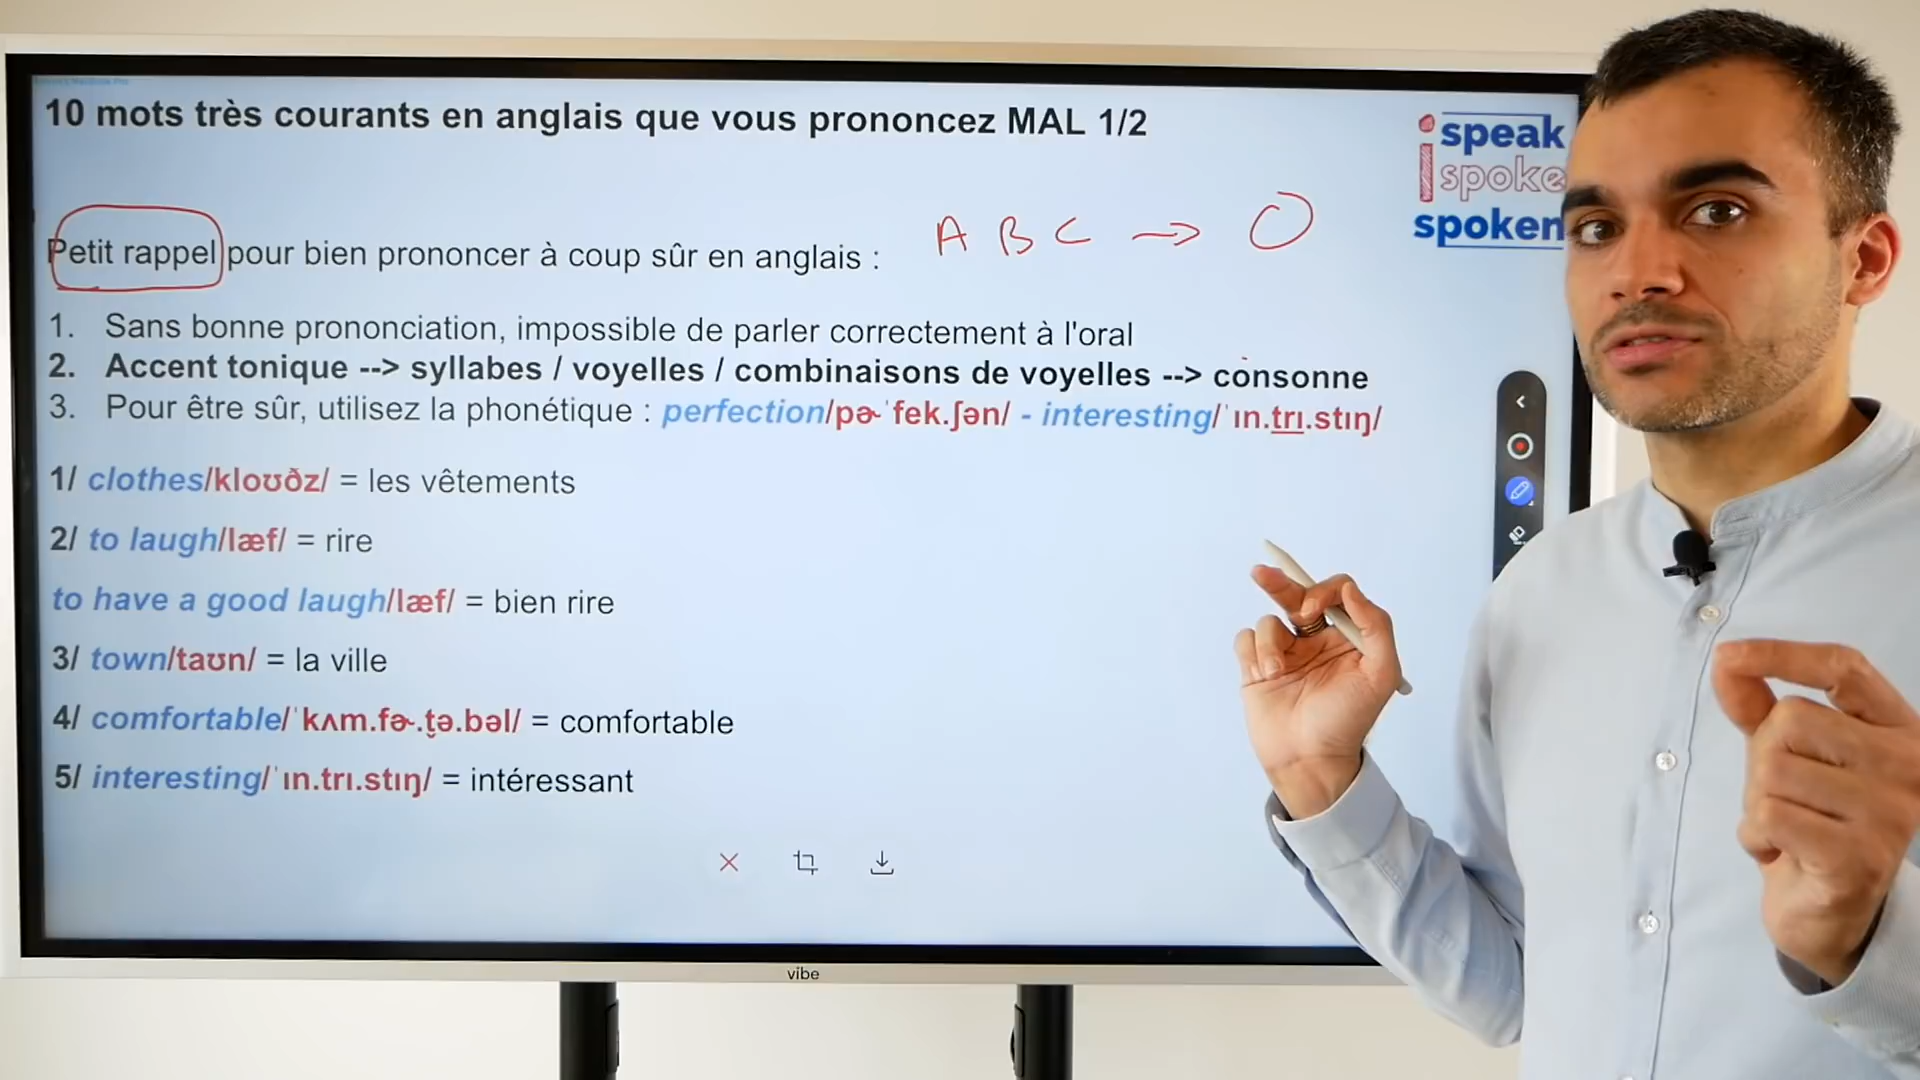 10 mots très courants en anglais que vous prononcez MAL 1/2
i speak
i spoke
spoken
A B C → O
Petit rappel pour bien prononcer à coup sûr en anglais :
1. Sans bonne prononciation, impossible de parler correctement à l'oral
2. Accent tonique --> syllabes / voyelles / combinaisons de voyelles --> consonne
3. Pour être sûr, utilisez la phonétique : perfection/pɚˈfek.ʃən/ - interesting/ˈɪn.trɪ.stɪŋ/
1/ clothes/kloʊðz/ = les vêtements
2/ to laugh/læf/ = rire
to have a good laugh/læf/ = bien rire
3/ town/taʊn/ = la ville
4/ comfortable/ˈkʌm.fɚ.t̬ə.bəl/ = comfortable
5/ interesting/ˈɪn.trɪ.stɪŋ/ = intéressant
vibe